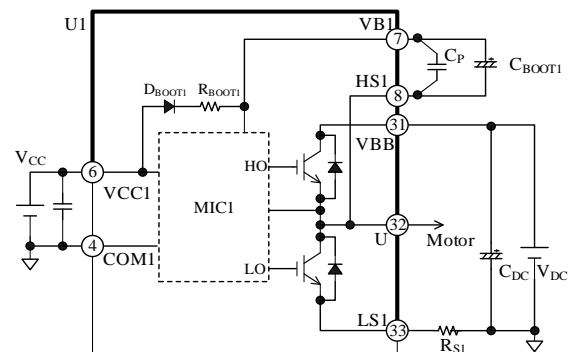 U1
VB1
7
CP
CBOOT1
HS1
8
DBOOT1
RBOOT1
31
VBB
VCC
6
VCC1
HO
MIC1
32
U
Motor
4
COM1
LO
CDC
VDC
LS1
33
RS1